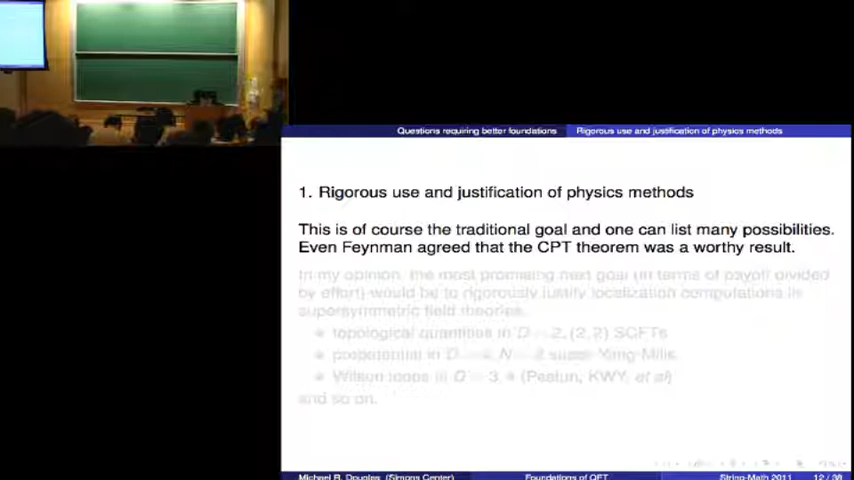 Questions requiring better foundations Rigorous use and justification of physics methods
1. Rigorous use and justification of physics methods
This is of course the traditional goal and one can list many possibilities.
Even Feynman agreed that the CPT theorem was a worthy result.
In my opinion, the most promising next goal (in terms of payoff divided
by effort) would be to rigorously justify localization computations in
supersymmetric field theories.
topological quantities in D = 2, (2, 2) SCFTs
prepotential in D = 4, N = 2 super Yang-Mills
Wilson loops in D = 3, 4 (Pestun, KWY, et al)
and so on.
Michael R. Douglas (Simons Center) Foundations of QFT String-Math 2011 12 / 38